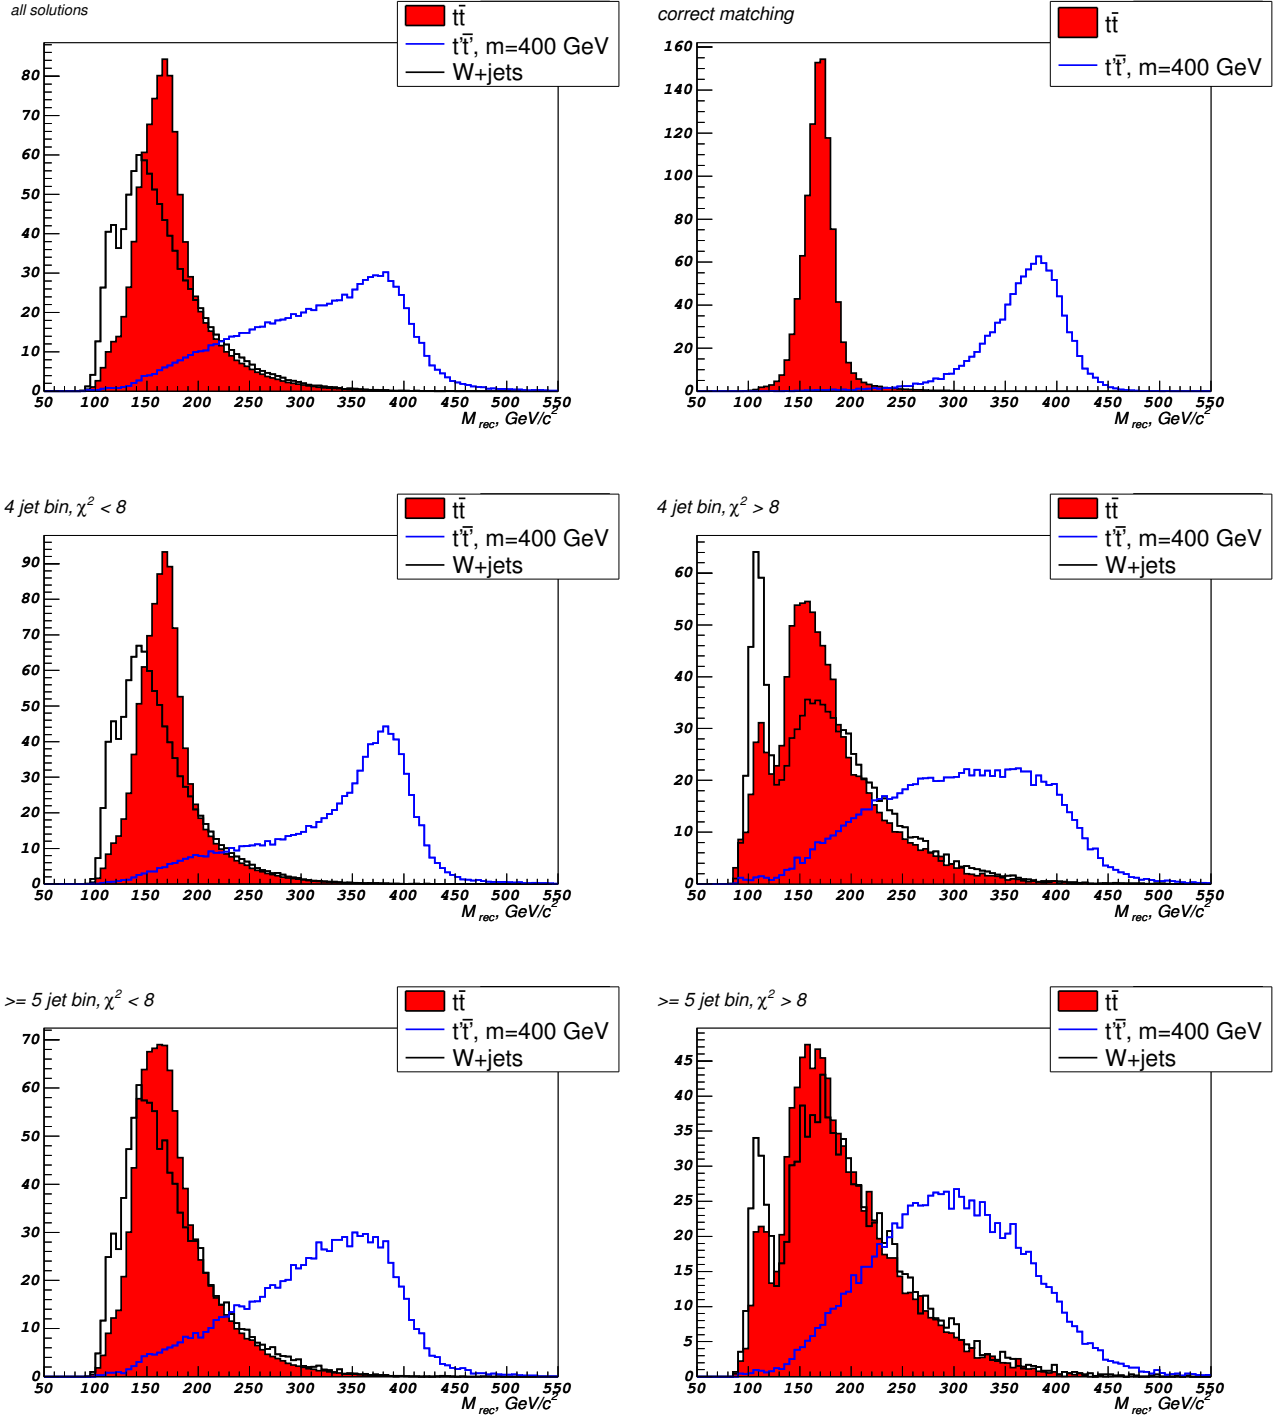 all solutions
tt̄
t't̄', m=400 GeV
W+jets
80
70
60
50
40
30
20
10
0
50 100 150 200 250 300 350 400 450 500 550
M rec, GeV/c²
correct matching
tt̄
t't̄', m=400 GeV
160
140
120
100
80
60
40
20
0
50 100 150 200 250 300 350 400 450 500 550
M rec, GeV/c²
4 jet bin, χ² < 8
tt̄
t't̄', m=400 GeV
W+jets
90
80
70
60
50
40
30
20
10
0
50 100 150 200 250 300 350 400 450 500 550
M rec, GeV/c²
4 jet bin, χ² > 8
tt̄
t't̄', m=400 GeV
W+jets
60
50
40
30
20
10
0
50 100 150 200 250 300 350 400 450 500 550
M rec, GeV/c²
>= 5 jet bin, χ² < 8
tt̄
t't̄', m=400 GeV
W+jets
70
60
50
40
30
20
10
0
50 100 150 200 250 300 350 400 450 500 550
M rec, GeV/c²
>= 5 jet bin, χ² > 8
tt̄
t't̄', m=400 GeV
W+jets
45
40
35
30
25
20
15
10
5
0
50 100 150 200 250 300 350 400 450 500 550
M rec, GeV/c²